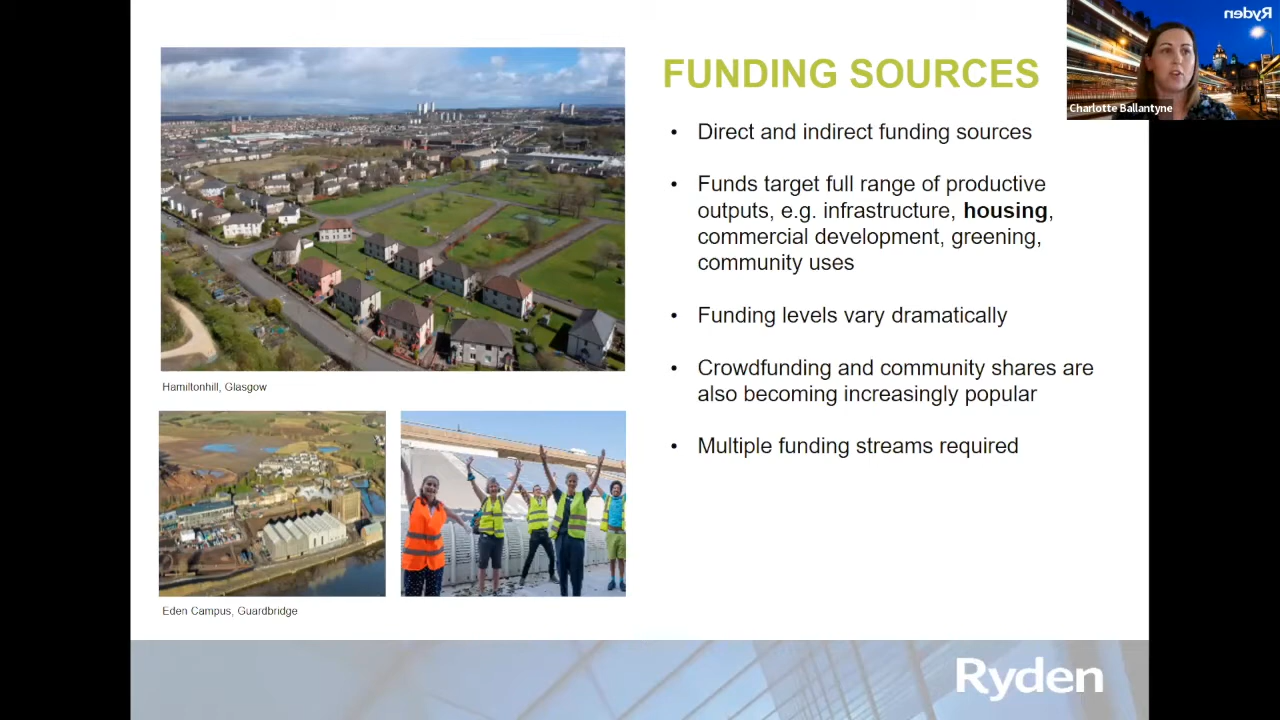 FUNDING SOURCES
• Direct and indirect funding sources
• Funds target full range of productive
outputs, e.g. infrastructure, housing,
commercial development, greening,
community uses
• Funding levels vary dramatically
• Crowdfunding and community shares are
also becoming increasingly popular
• Multiple funding streams required
Hamiltonhill, Glasgow
Eden Campus, Guardbridge
Ryden
Ryden
Charlotte Ballantyne